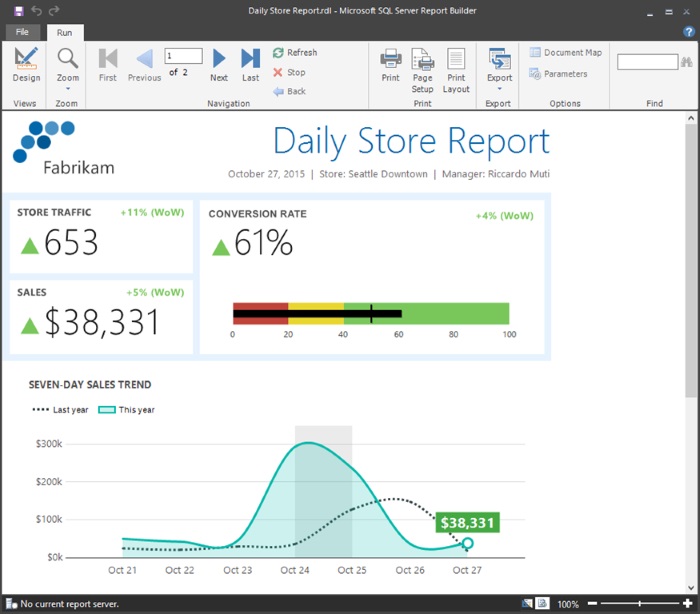 Daily Store Report.rdl - Microsoft SQL Server Report Builder
File Run
Design
Zoom
First
Previous
1
of 2
Next
Last
Refresh
Stop
Back
Print
Page Setup
Print Layout
Export
Document Map
Parameters
Views Zoom Navigation Print Export Options Find
Fabrikam
Daily Store Report
October 27, 2015 | Store: Seattle Downtown | Manager: Riccardo Muti
STORE TRAFFIC +11% (WoW)
653
SALES +5% (WoW)
$38,331
CONVERSION RATE +4% (WoW)
61%
0 20 40 60 80 100
SEVEN-DAY SALES TREND
Last year This year
$300k
$200k
$100k
$0k
$38,331
Oct 21 Oct 22 Oct 23 Oct 24 Oct 25 Oct 26 Oct 27
No current report server. 100%